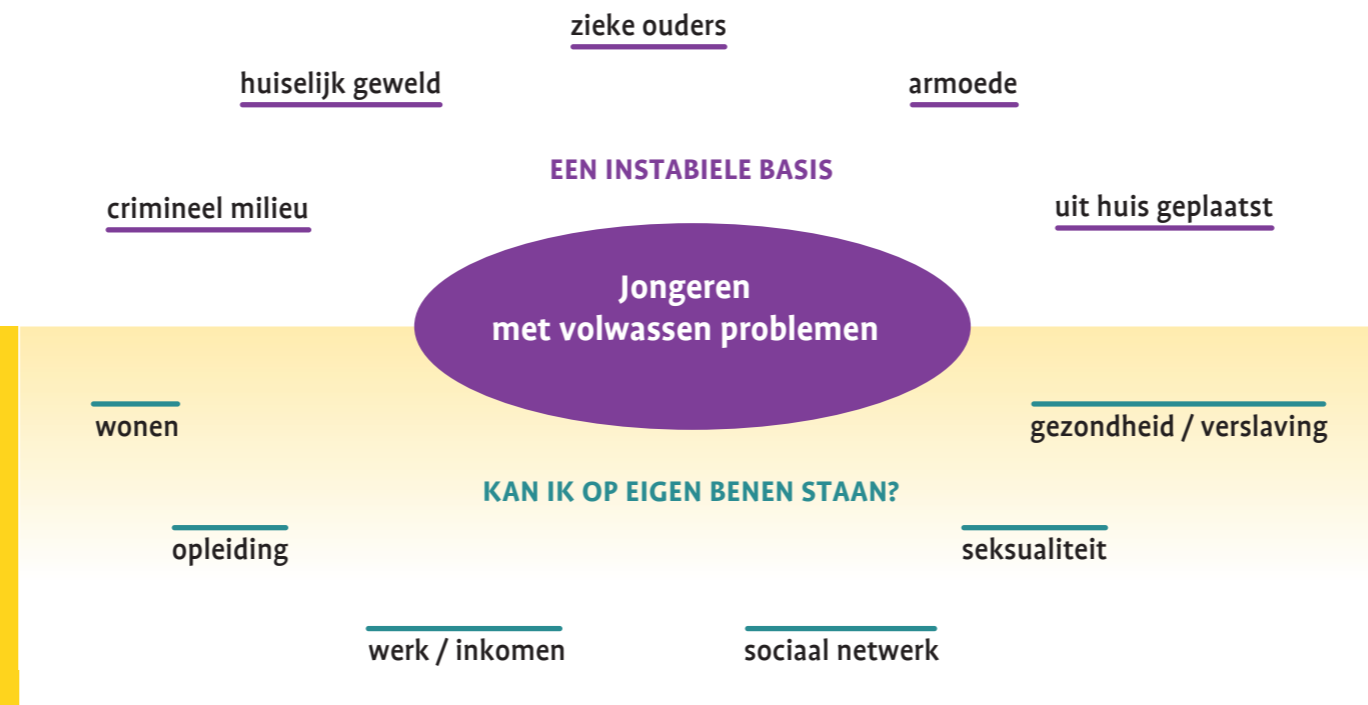 zieke ouders
huiselijk geweld
armoede
EEN INSTABIELE BASIS
crimineel milieu
uit huis geplaatst
Jongeren
met volwassen problemen
wonen
gezondheid / verslaving
KAN IK OP EIGEN BENEN STAAN?
opleiding
seksualiteit
werk / inkomen
sociaal netwerk